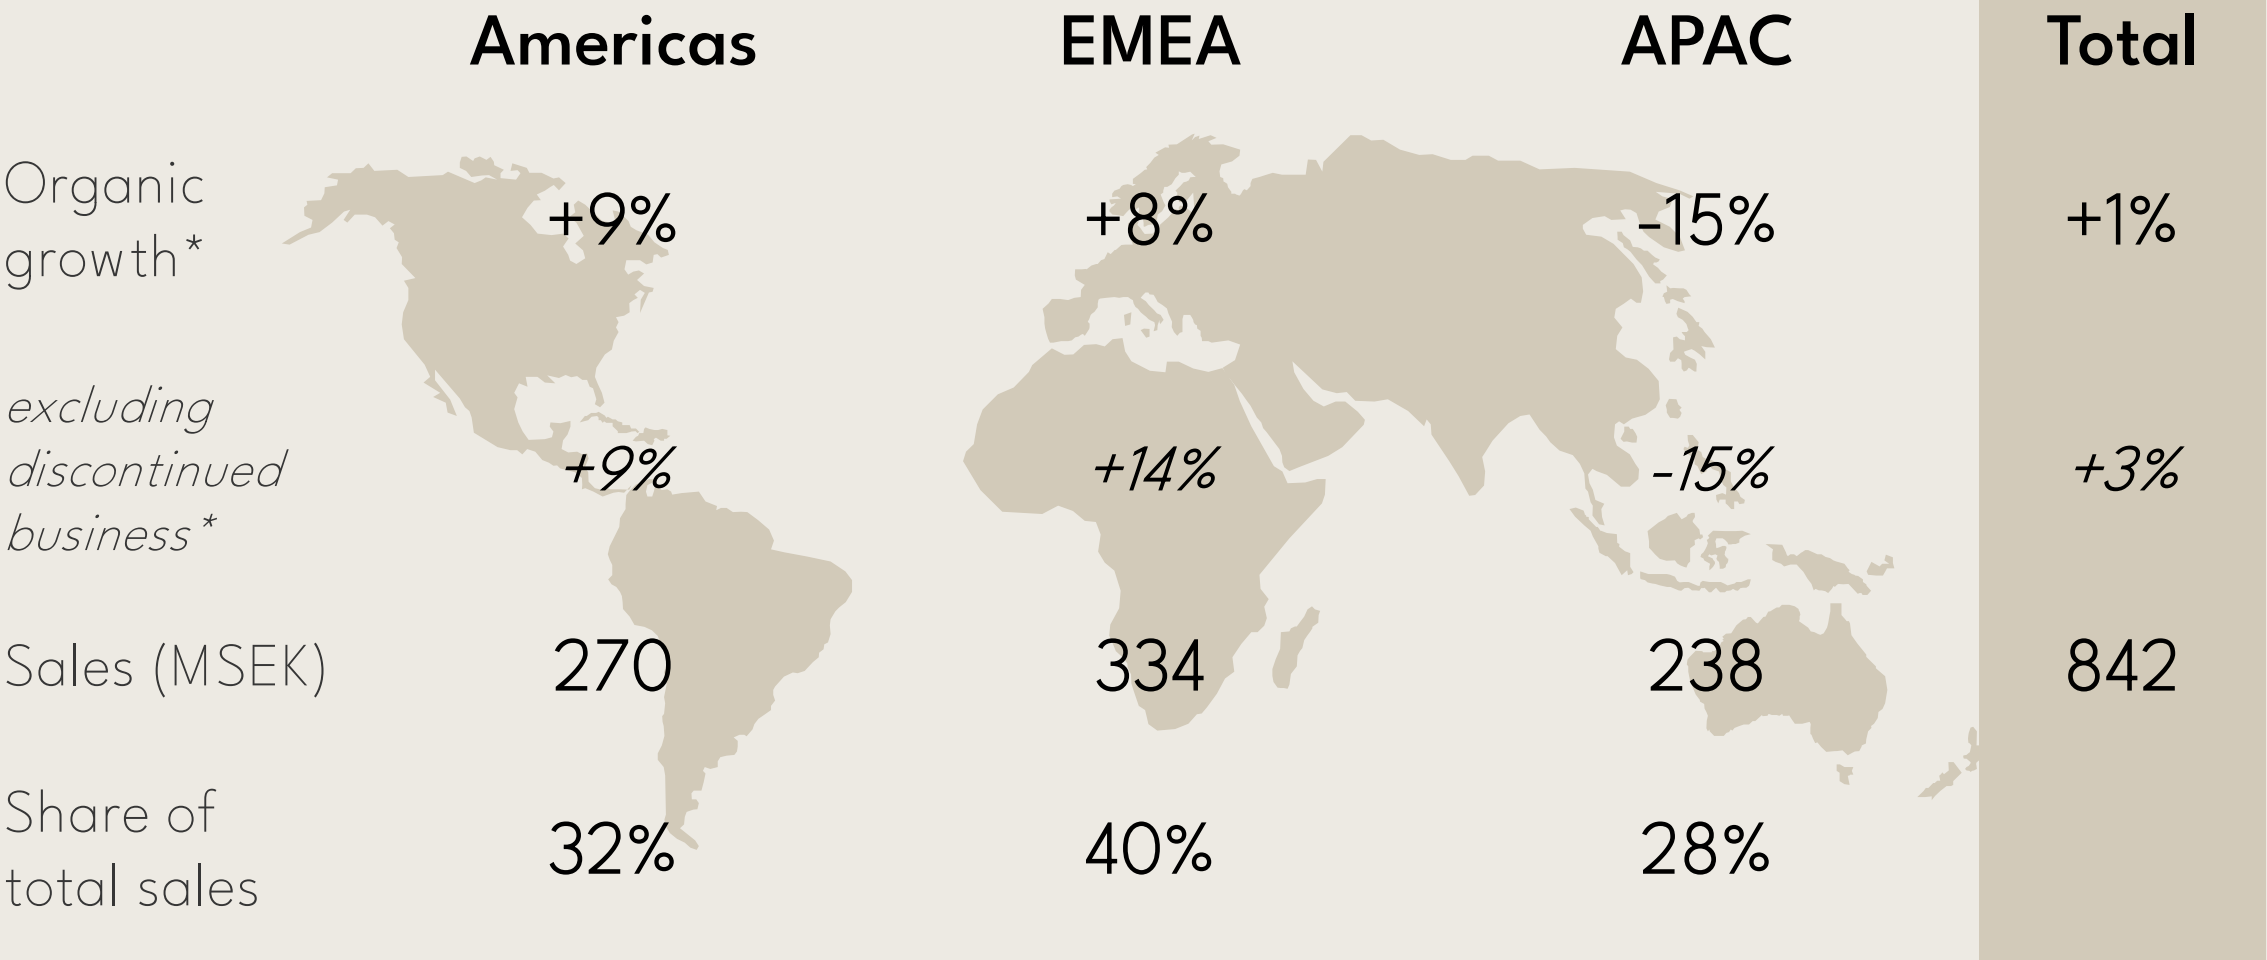 Americas EMEA APAC Total
Organic
growth* +9% +8% -15% +1%
excluding
discontinued
business* +9% +14% -15% +3%
Sales (MSEK) 270 334 238 842
Share of
total sales 32% 40% 28%